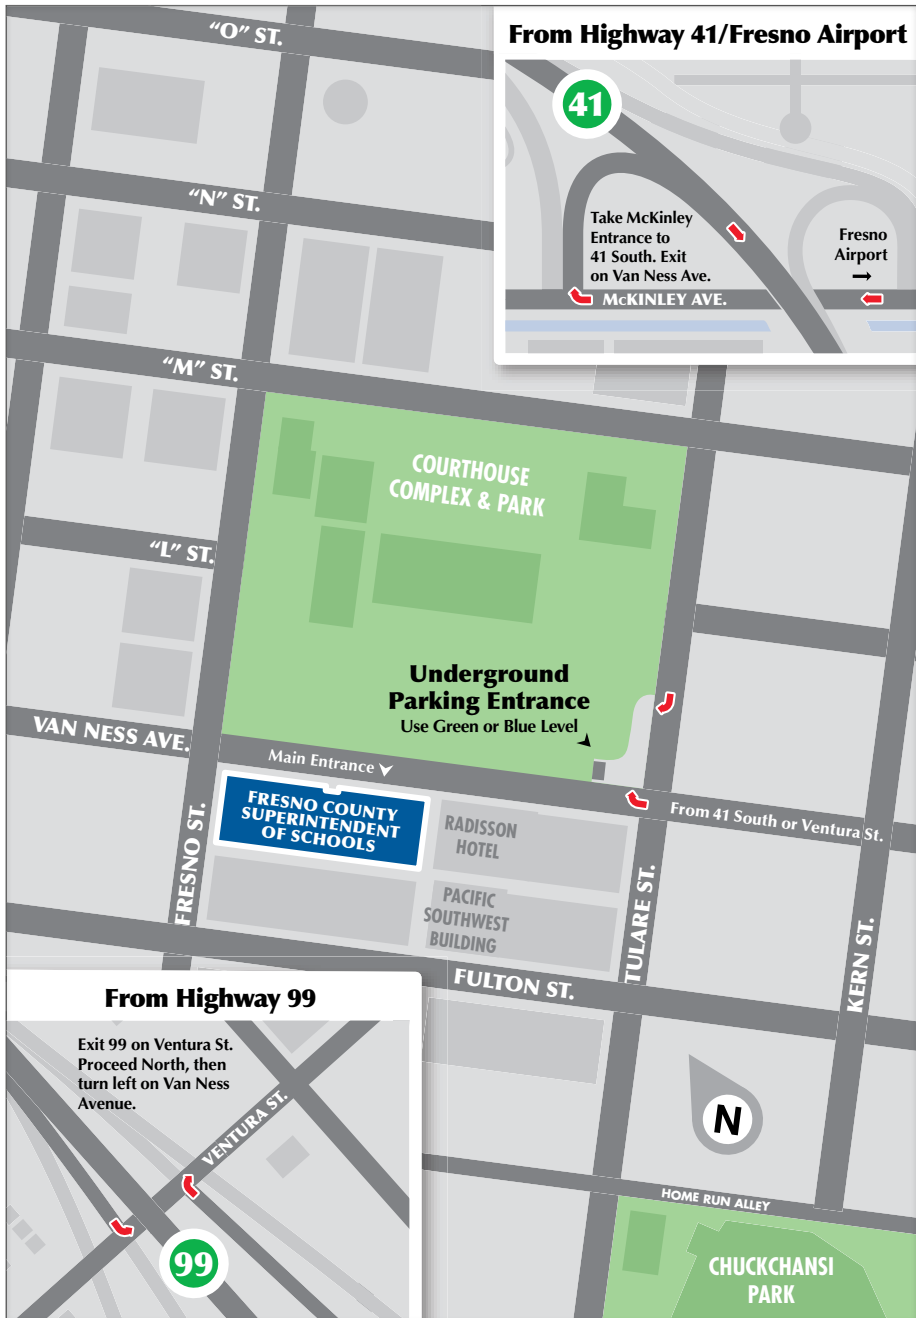 “O” ST.
From Highway 41/Fresno Airport
41
Take McKinley
Entrance to
41 South. Exit
on Van Ness Ave.
Fresno
Airport
McKINLEY AVE.
“N” ST.
“M” ST.
COURTHOUSE
COMPLEX & PARK
“L” ST.
Underground
Parking Entrance
Use Green or Blue Level
VAN NESS AVE.
Main Entrance
FRESNO COUNTY
SUPERINTENDENT
OF SCHOOLS
RADISSON
HOTEL
From 41 South or Ventura St.
FRESNO ST.
PACIFIC
SOUTHWEST
BUILDING
TULARE ST.
KERN ST.
FULTON ST.
From Highway 99
Exit 99 on Ventura St.
Proceed North, then
turn left on Van Ness
Avenue.
VENTURA ST.
99
N
HOME RUN ALLEY
CHUCKCHANSI
PARK